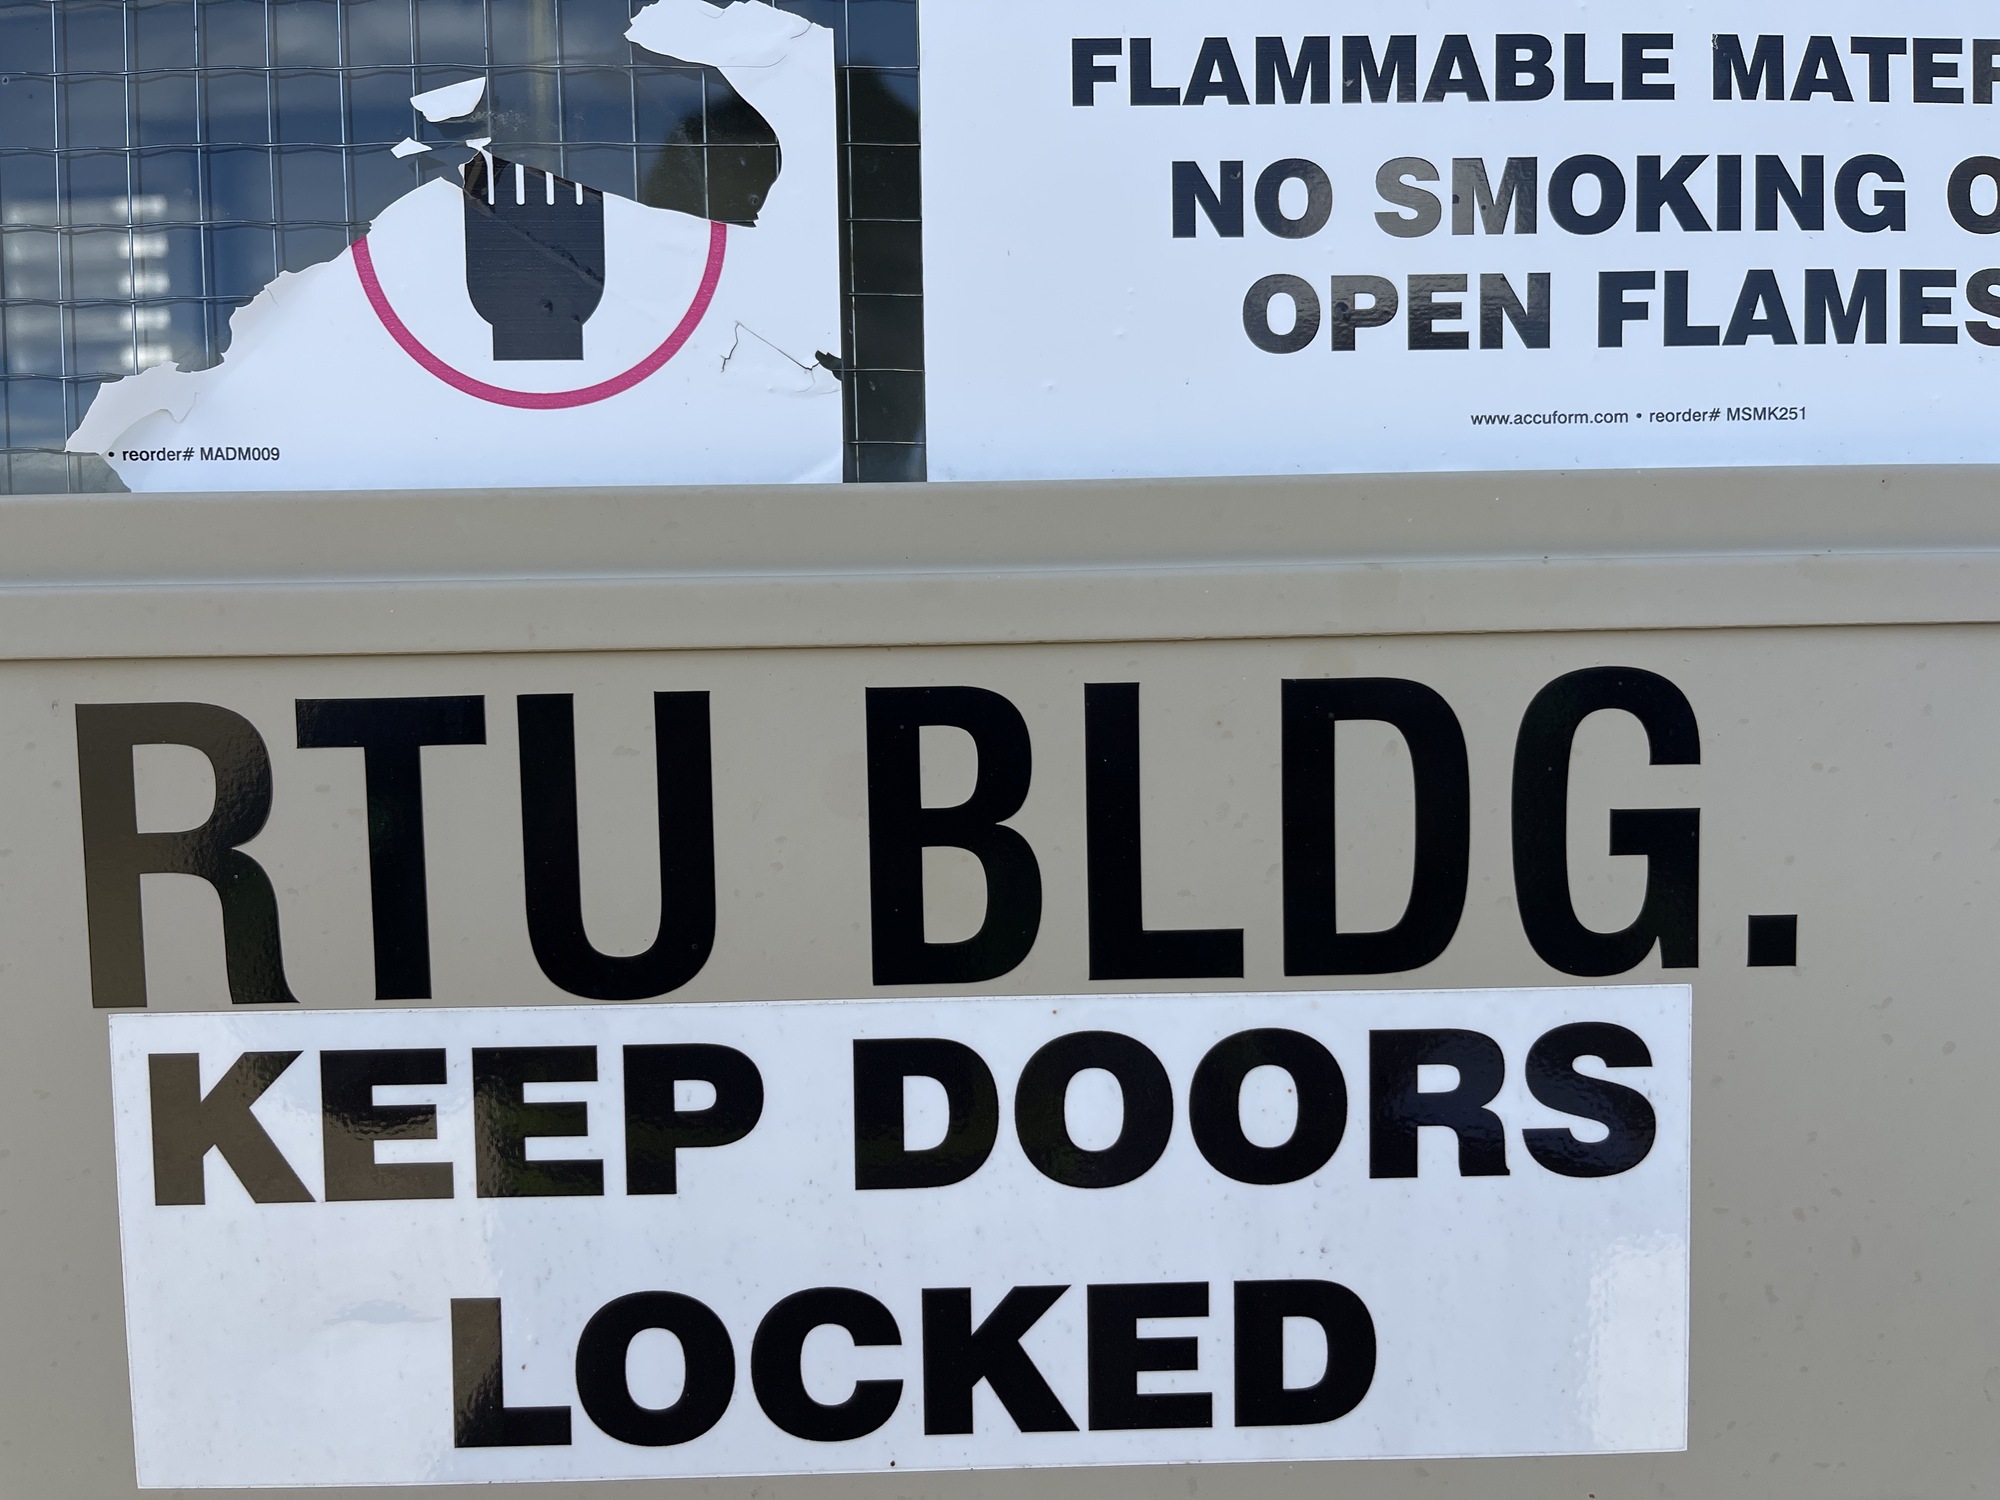 FLAMMABLE MATER
NO SMOKING O
OPEN FLAMES
www.accuform.com • reorder# MSMK251
• reorder# MADM009
RTU BLDG.
KEEP DOORS
LOCKED